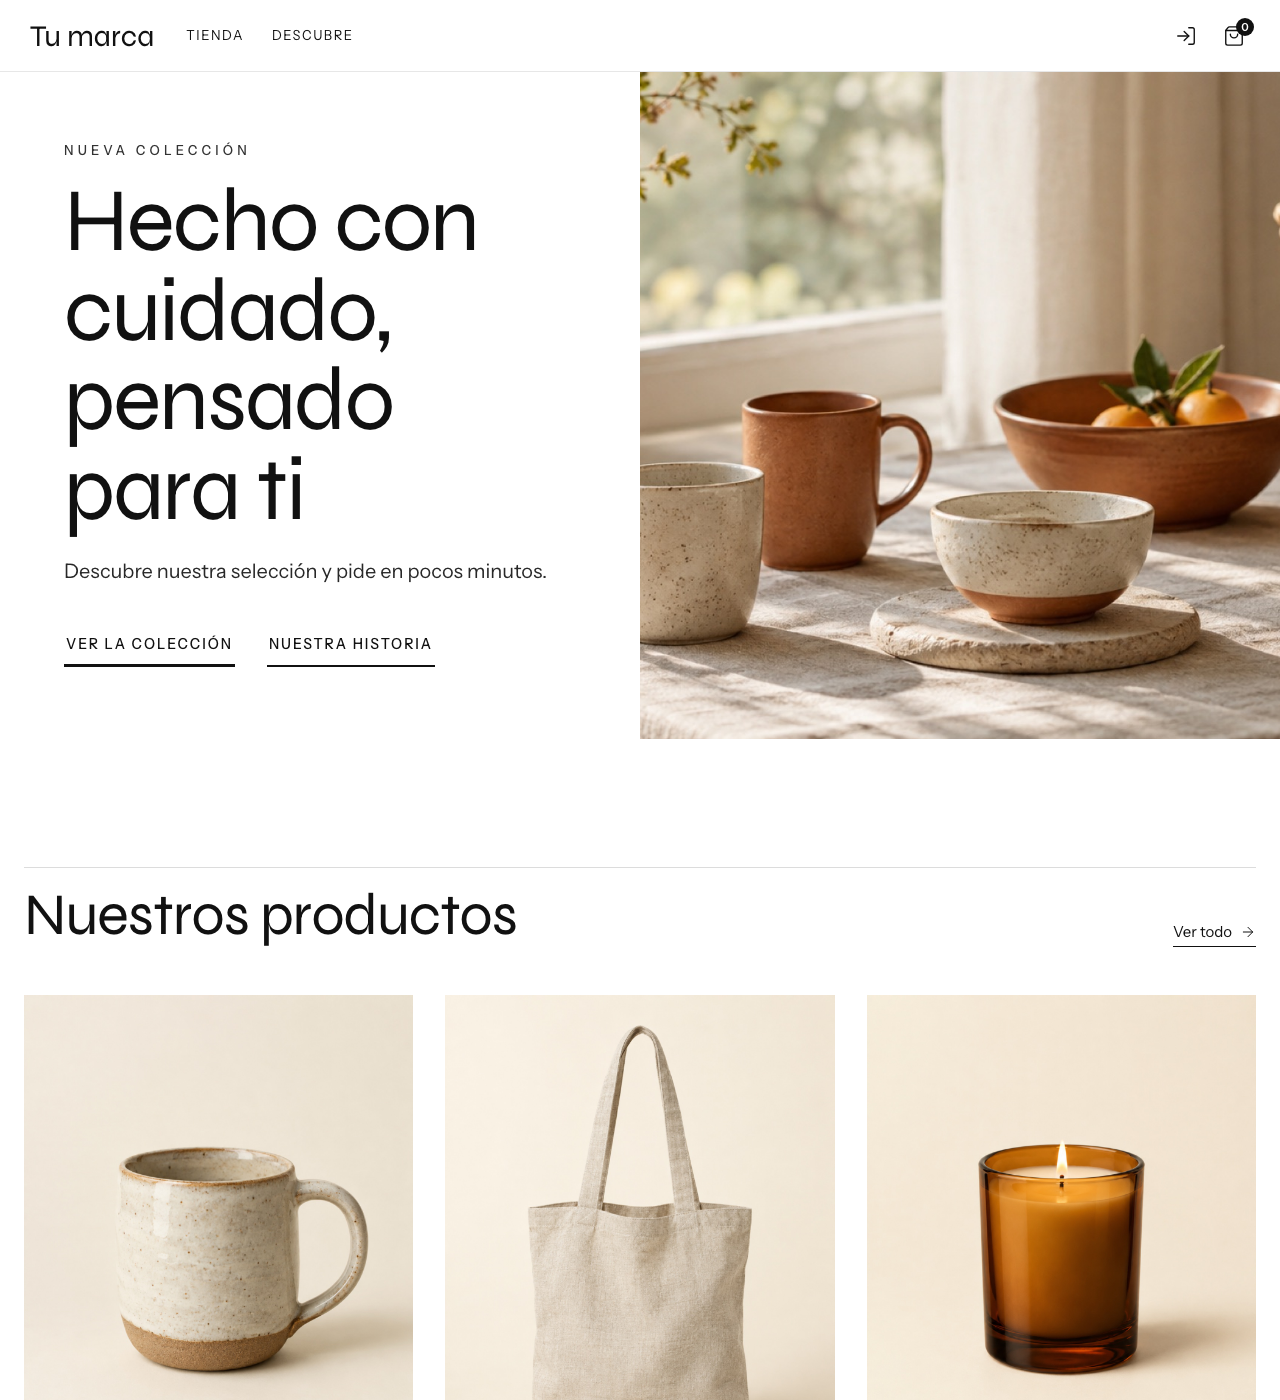 Tu marca
TIENDA
DESCUBRE
0
NUEVA COLECCIÓN
Hecho con
cuidado,
pensado
para ti
Descubre nuestra selección y pide en pocos minutos.
VER LA COLECCIÓN
NUESTRA HISTORIA
Nuestros productos
Ver todo